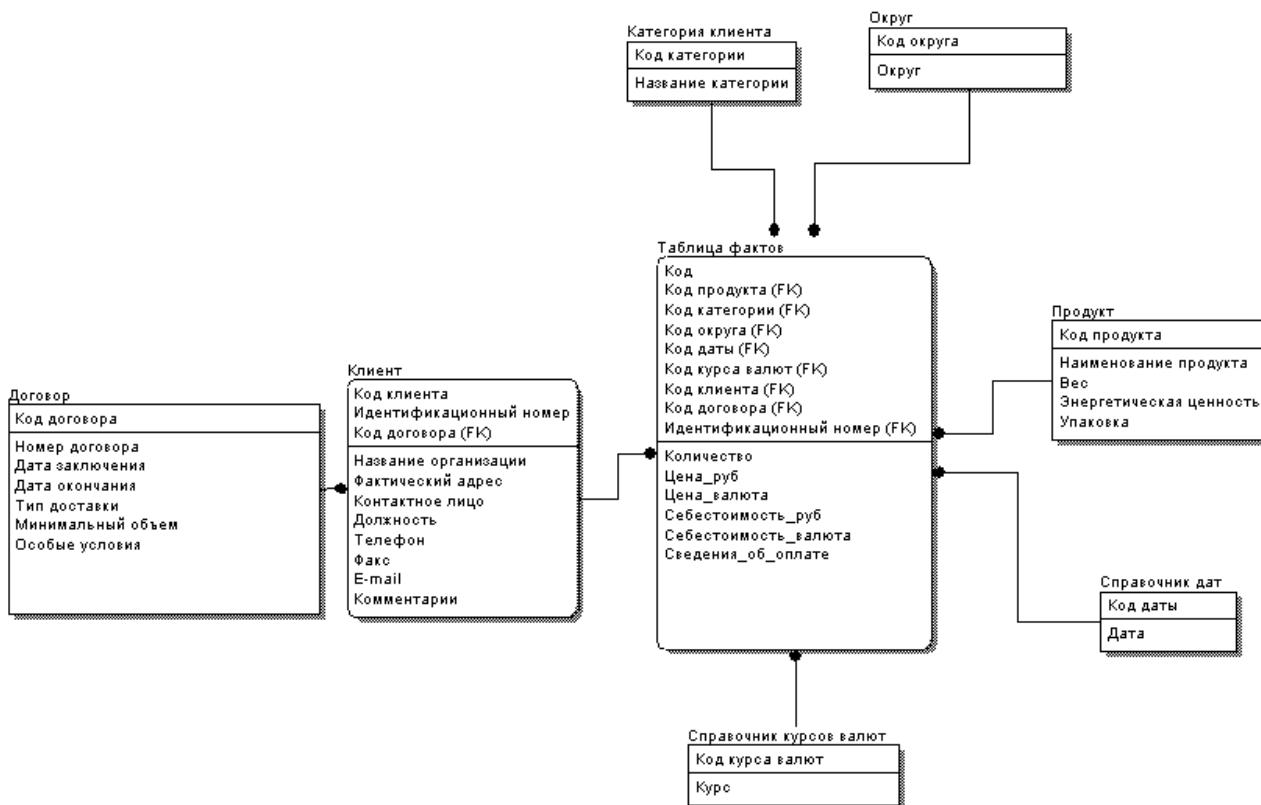 Категория клиента
Код категории
Название категории
Округ
Код округа
Округ
Таблица фактов
Код
Код продукта (FK)
Код категории (FK)
Код округа (FK)
Код даты (FK)
Код курса валют (FK)
Код клиента (FK)
Код договора (FK)
Идентификационный номер (FK)
Количество
Цена_руб
Цена_валюта
Себестоимость_руб
Себестоимость_валюта
Сведения_об_оплате
Продукт
Код продукта
Наименование продукта
Вес
Энергетическая ценность
Упаковка
Клиент
Код клиента
Идентификационный номер
Код договора (FK)
Название организации
Фактический адрес
Контактное лицо
Должность
Телефон
Факс
E-mail
Комментарии
Договор
Код договора
Номер договора
Дата заключения
Дата окончания
Тип доставки
Минимальный объем
Особые условия
Справочник дат
Код даты
Дата
Справочник курсов валют
Код курса валют
Курс